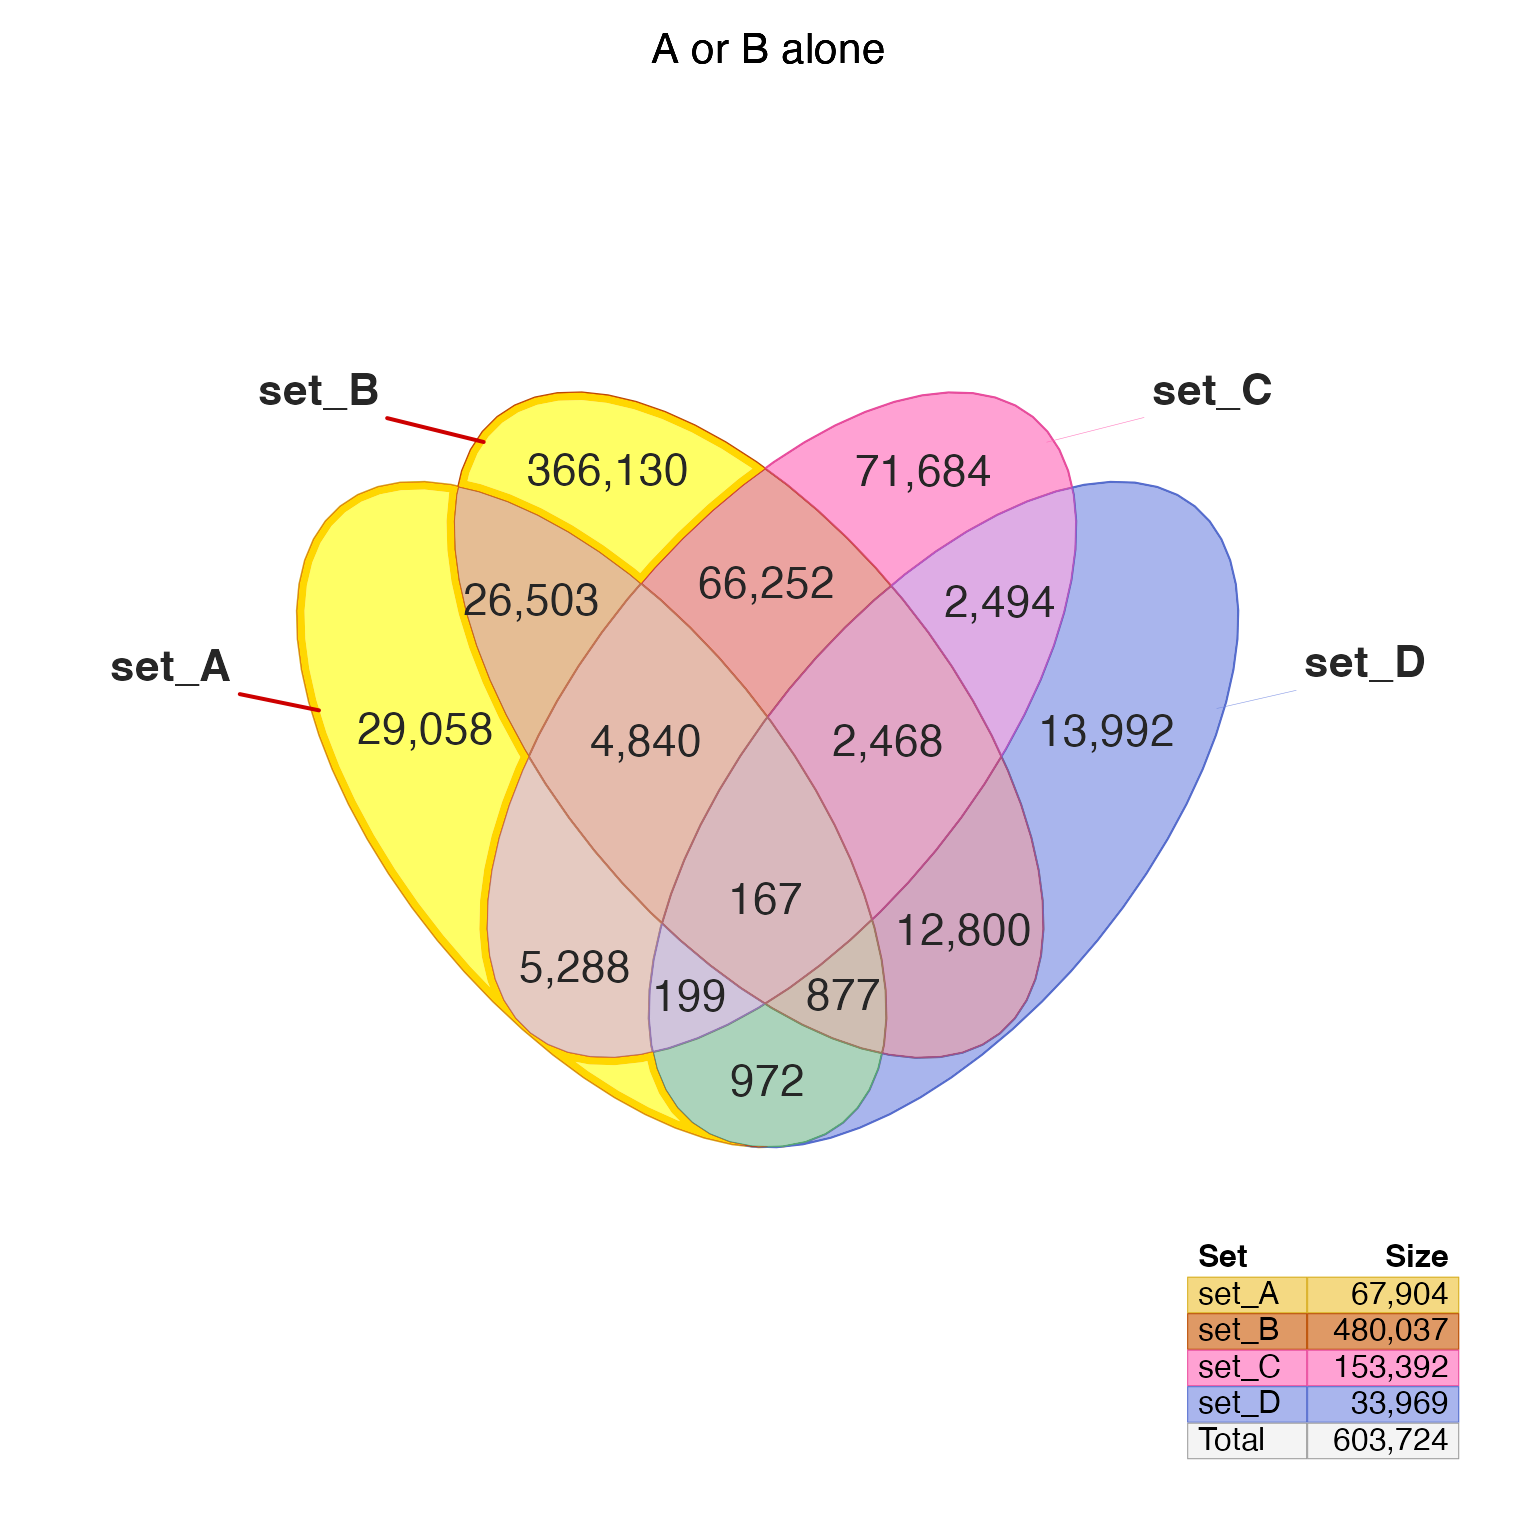 A or B alone
set_B
set_C
366,130
71,684
26,503
66,252
2,494
set_A
set_D
29,058
4,840
2,468
13,992
167
12,800
5,288
199
877
972
Set Size
set_A 67,904
set_B 480,037
set_C 153,392
set_D 33,969
Total 603,724